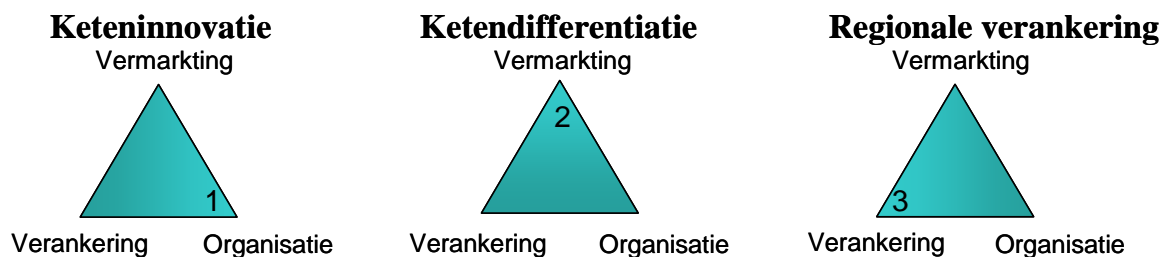 Keteninnovatie
Vermarkting
1
Verankering Organisatie
Ketendifferentiatie
Vermarkting
2
Verankering Organisatie
Regionale verankering
Vermarkting
3
Verankering Organisatie